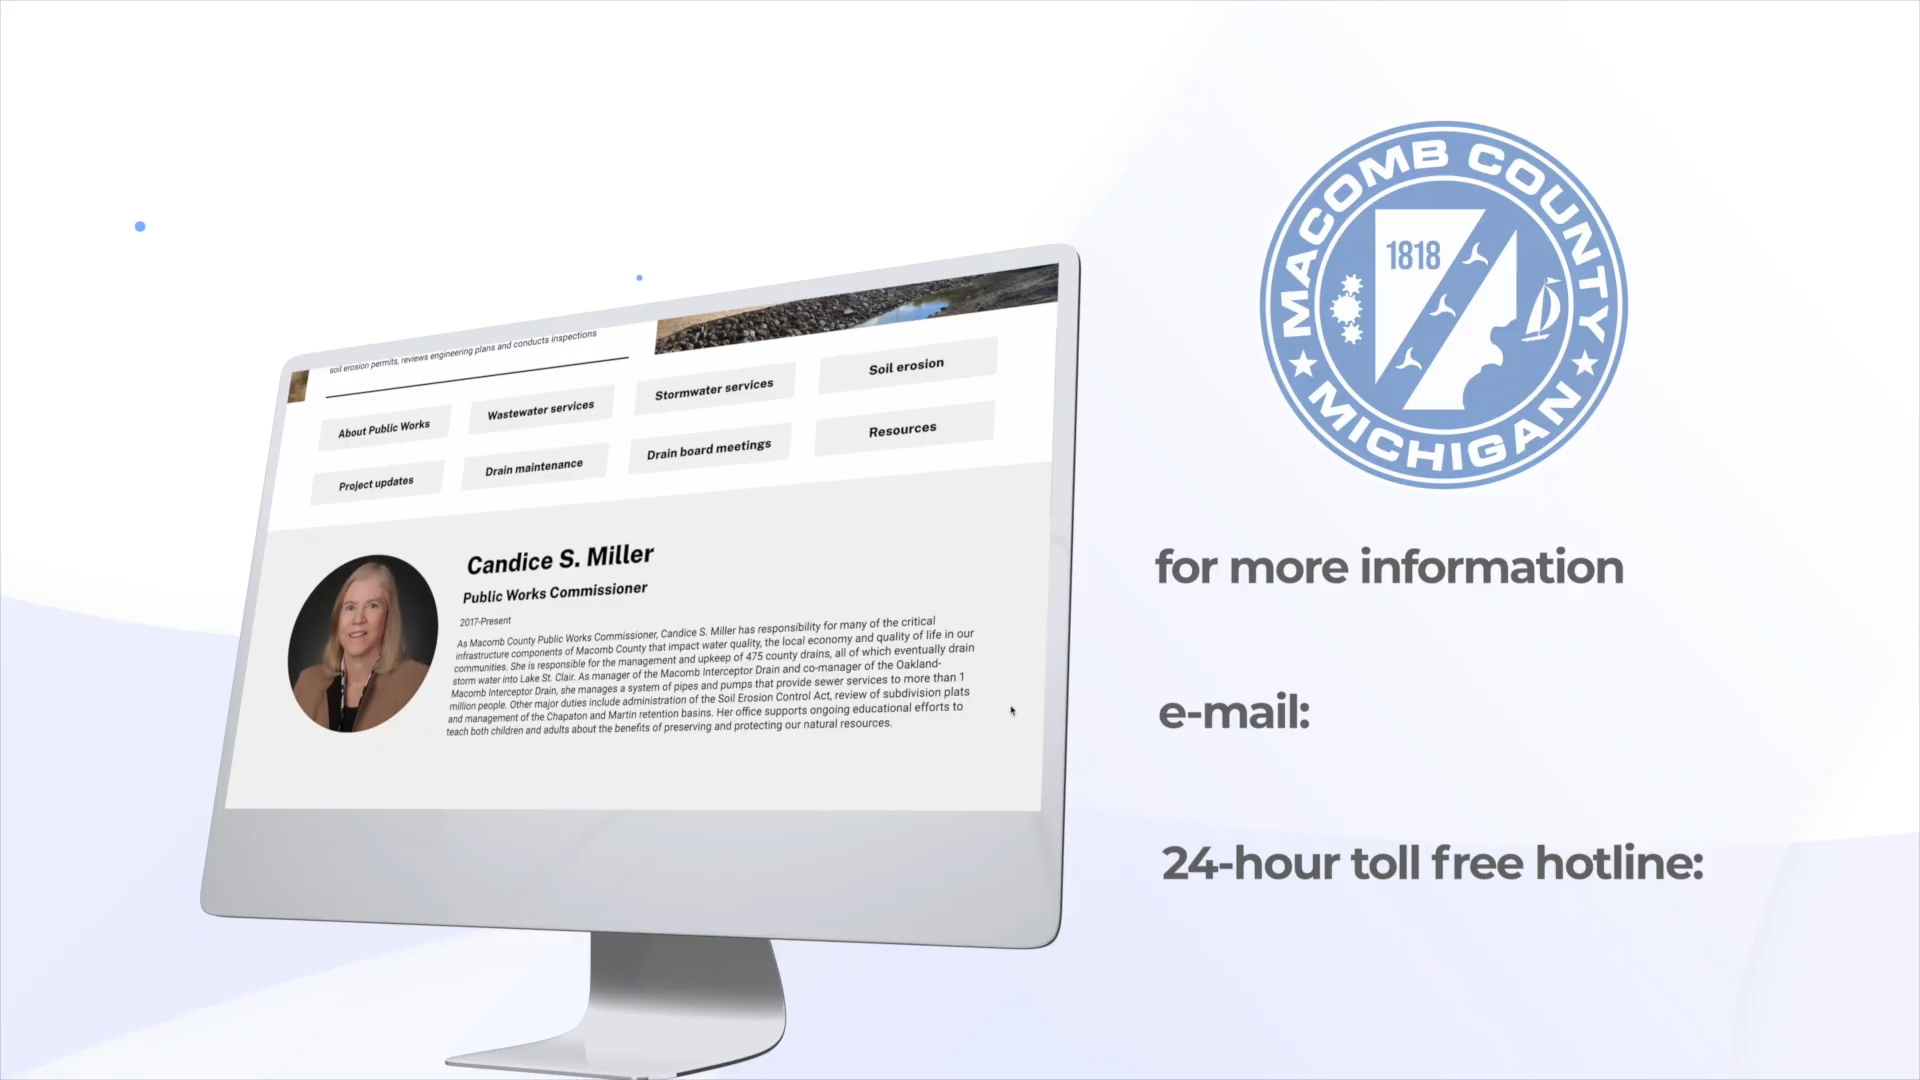 soil erosion permits, reviews engineering plans and conducts inspections
About Public Works
Wastewater services
Stormwater services
Soil erosion
Project updates
Drain maintenance
Drain board meetings
Resources
Candice S. Miller
Public Works Commissioner
2017-Present
As Macomb County Public Works Commissioner, Candice S. Miller has responsibility for many of the critical
infrastructure components of Macomb County that impact water quality, the local economy and quality of life in our
communities. She is responsible for the management and upkeep of 475 county drains, all of which eventually drain
storm water into Lake St. Clair. As manager of the Macomb Interceptor Drain and co-manager of the Oakland-
Macomb Interceptor Drain, she manages a system of pipes and pumps that provide sewer services to more than 1
million people. Other major duties include administration of the Soil Erosion Control Act, review of subdivision plats
and management of the Chapaton and Martin retention basins. Her office supports ongoing educational efforts to
teach both children and adults about the benefits of preserving and protecting our natural resources.
MACOMB COUNTY
1818
MICHIGAN
for more information
e-mail:
24-hour toll free hotline: